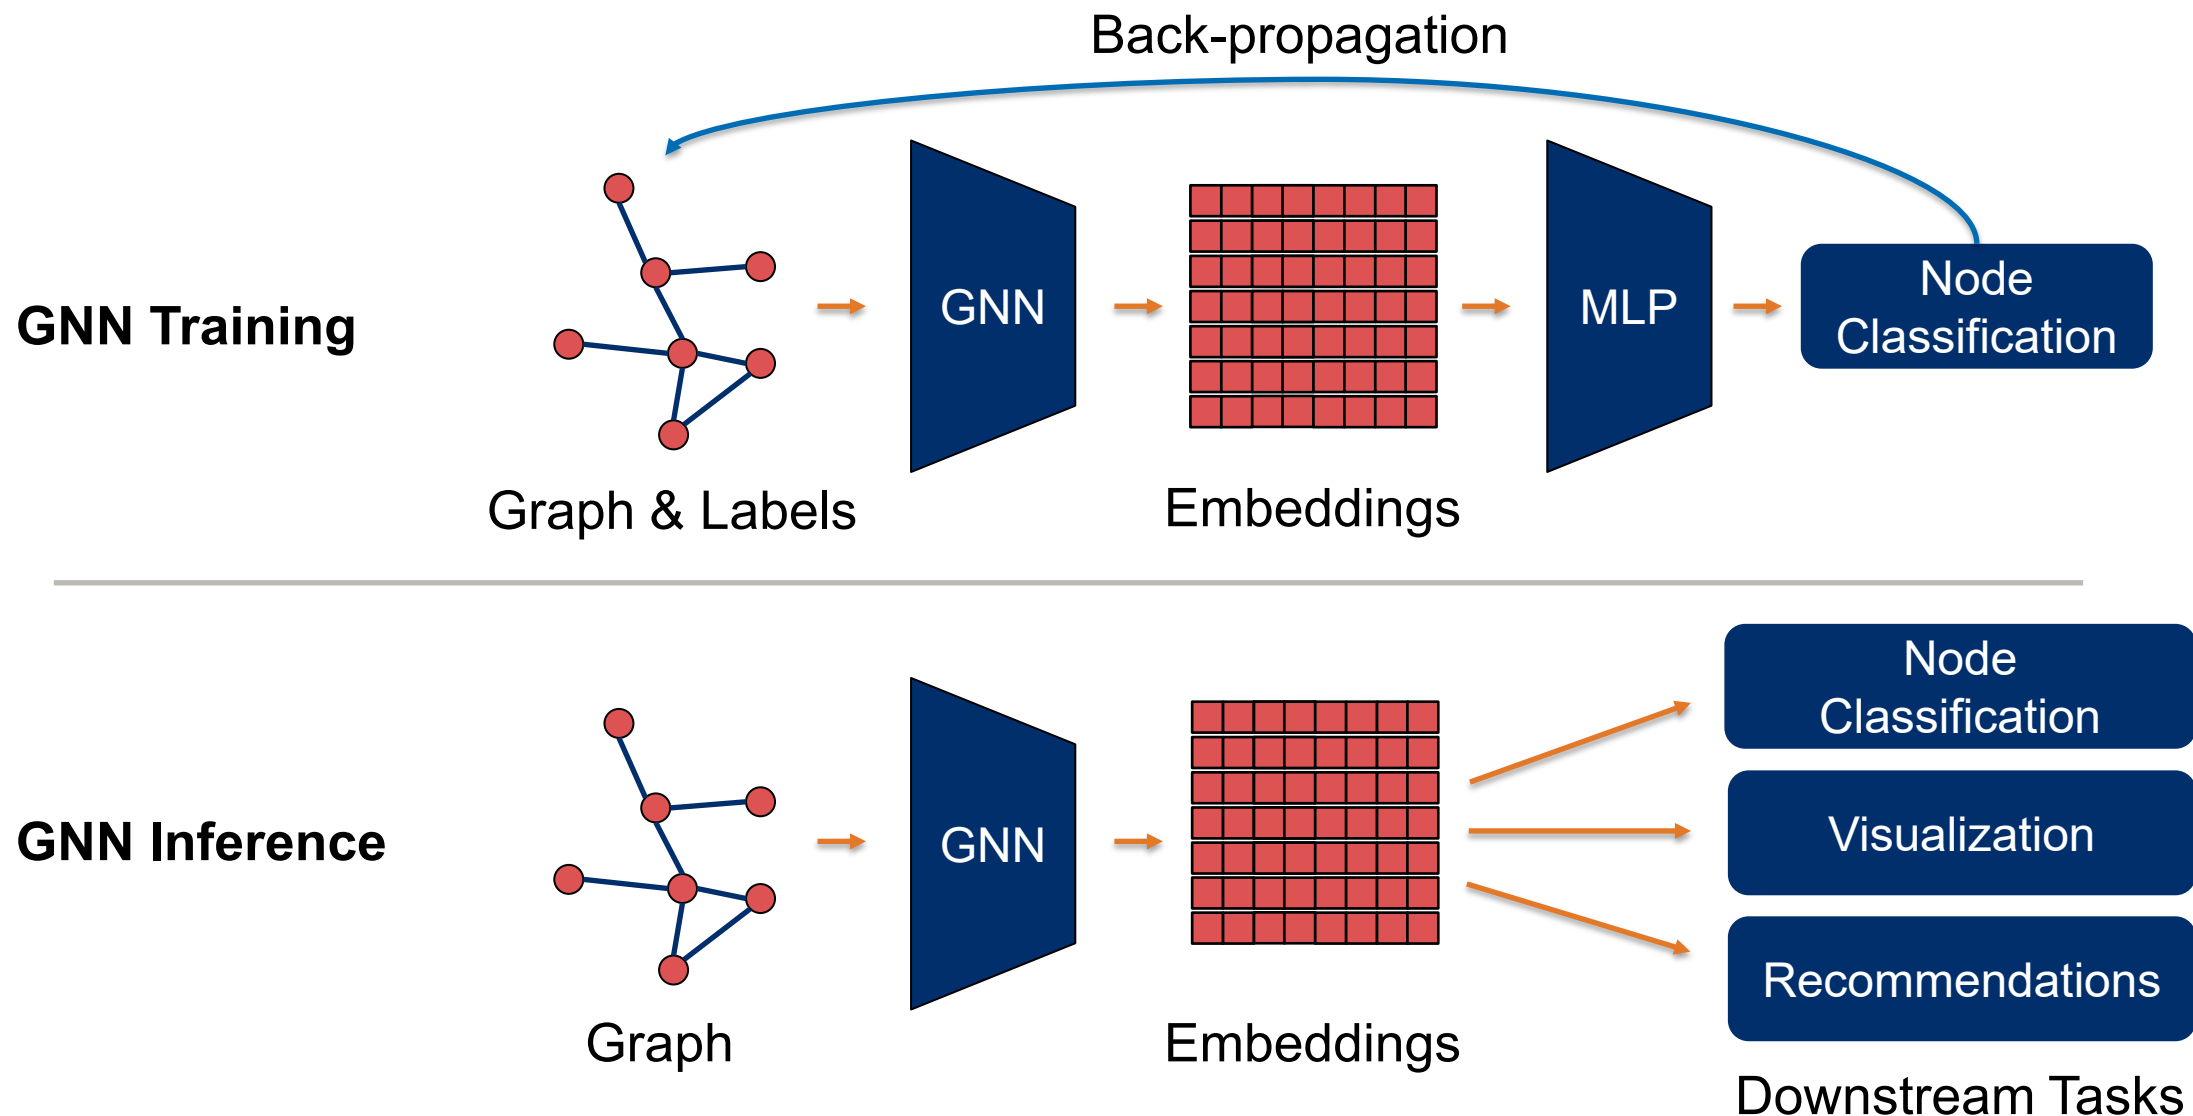 Back-propagation
GNN Training
GNN
MLP
Node
Classification
Graph & Labels
Embeddings
GNN Inference
GNN
Node
Classification
Visualization
Recommendations
Graph
Embeddings
Downstream Tasks